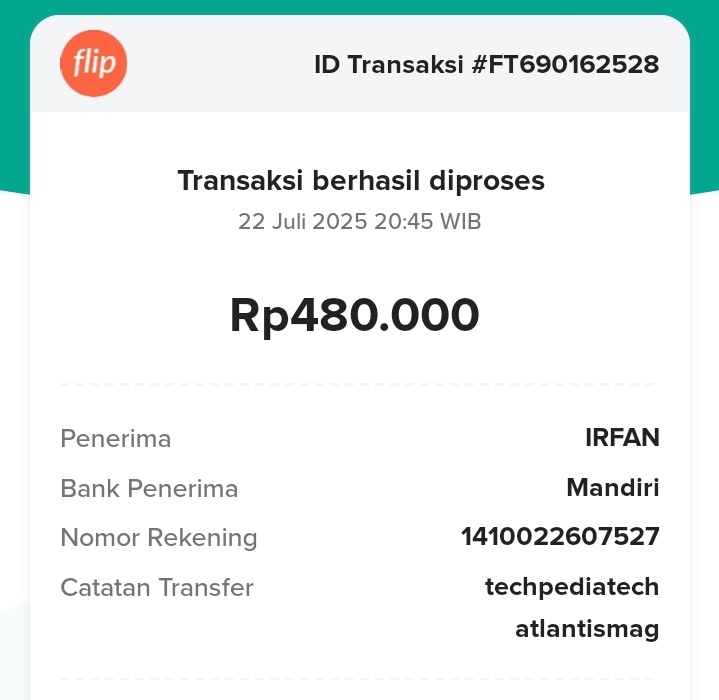 flip
ID Transaksi #FT690162528
Transaksi berhasil diproses
22 Juli 2025 20:45 WIB
Rp480.000
Penerima IRFAN
Bank Penerima Mandiri
Nomor Rekening 1410022607527
Catatan Transfer techpediatech
atlantismag